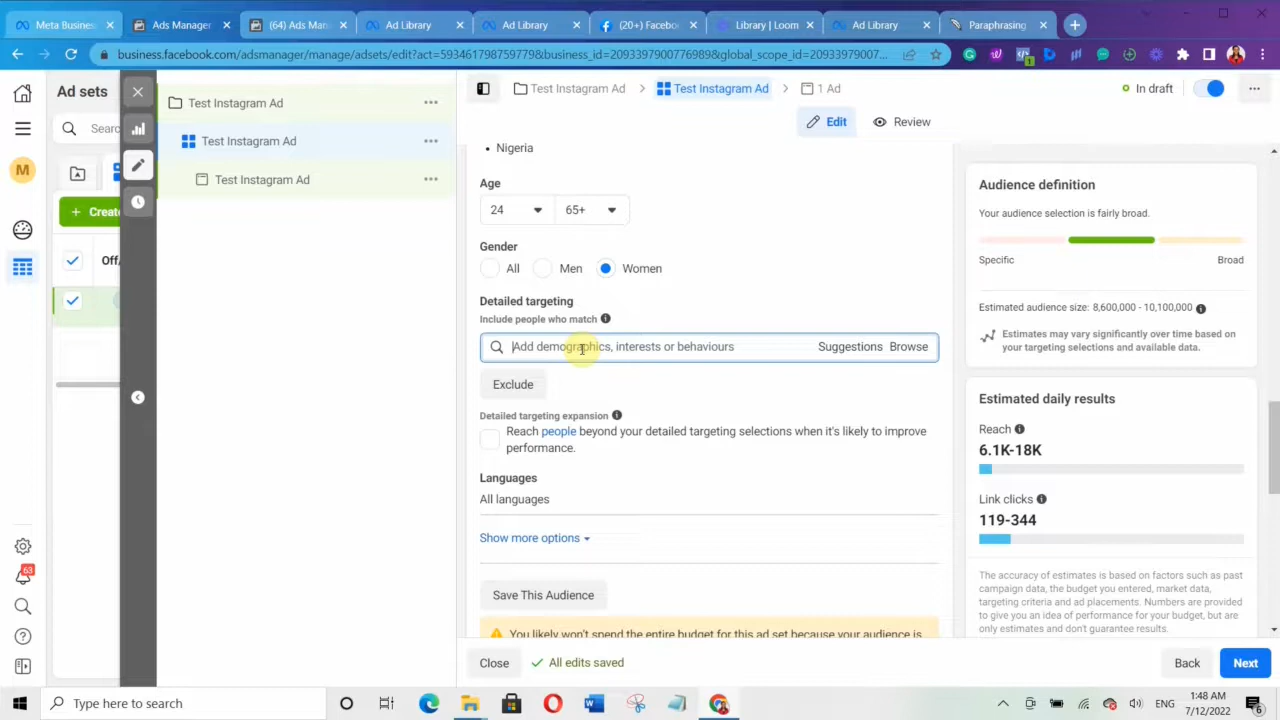 Meta Business
Ads Manager
(64) Ads Man
Ad Library
Ad Library
(20+) Facebo
Library | Loom
Ad Library
Paraphrasing
business.facebook.com/adsmanager/manage/adsets/edit?act=5934617987597779&business_id=2093397900776989&global_scope_id=20933979007...
Ad sets
Test Instagram Ad
Test Instagram Ad
Test Instagram Ad
1 Ad
In draft
Searc
Edit
Review
Test Instagram Ad
M
Test Instagram Ad
+ Create
Off/
Nigeria
Age
24
65+
Gender
All
Men
Women
Detailed targeting
Include people who match
Add demographics, interests or behaviours
Suggestions
Browse
Exclude
Detailed targeting expansion
Reach people beyond your detailed targeting selections when it's likely to improve
performance.
Languages
All languages
Show more options
Save This Audience
You likely won't spend the entire budget for this ad set because your audience is
Audience definition
Your audience selection is fairly broad.
Specific
Broad
Estimated audience size: 8,600,000 - 10,100,000
Estimates may vary significantly over time based on
your targeting selections and available data.
Estimated daily results
Reach
6.1K-18K
Link clicks
119-344
The accuracy of estimates is based on factors such as past
campaign data, the budget you entered, market data,
targeting criteria and ad placements. Numbers are provided
to give you an idea of performance for your budget, but are
only estimates and don't guarantee results.
63
Close
All edits saved
Back
Next
Type here to search
ENG
1:48 AM
7/12/2022
6